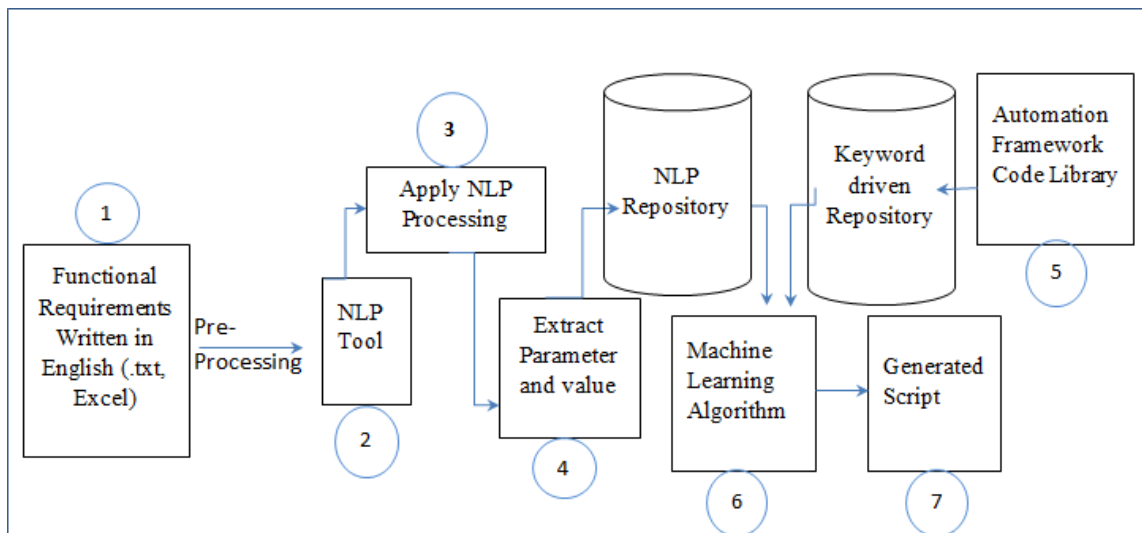 1
Functional
Requirements
Written in
English (.txt,
Excel)
Pre-
Processing
NLP
Tool
2
3
Apply NLP
Processing
Extract
Parameter
and value
4
NLP
Repository
Keyword
driven
Repository
Automation
Framework
Code Library
5
Machine
Learning
Algorithm
6
Generated
Script
7